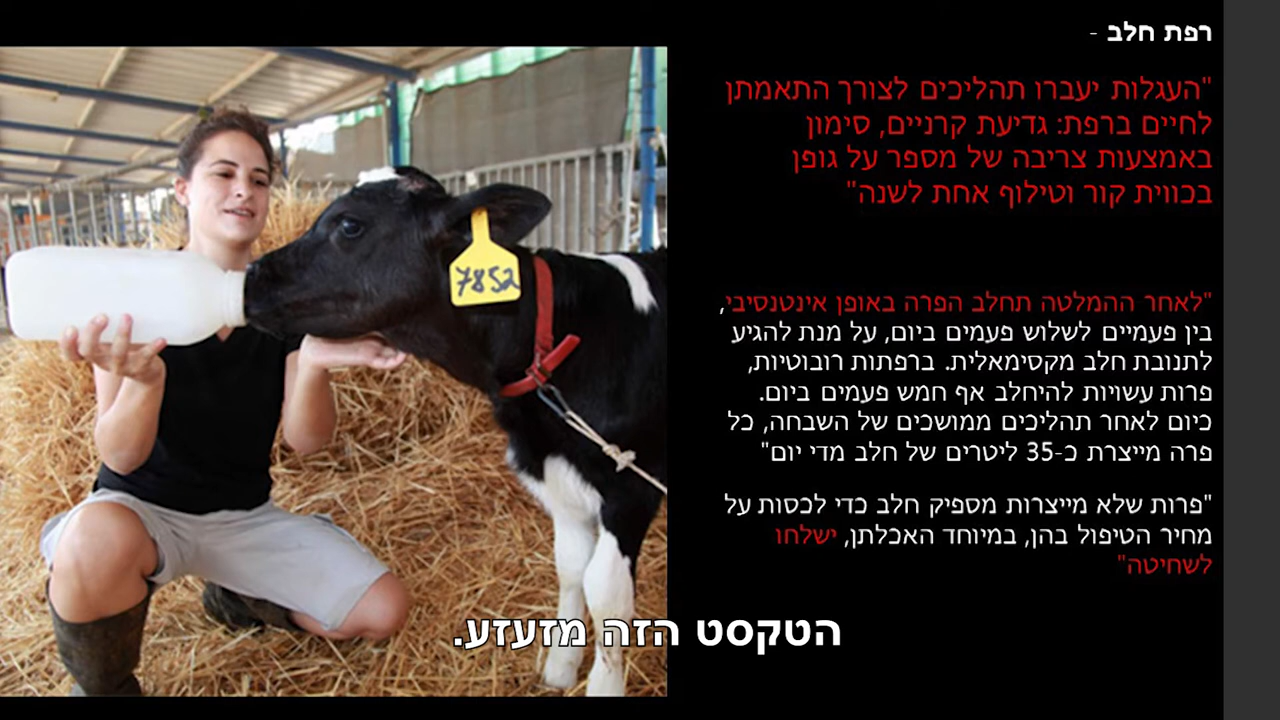 רפת חלב -
"העגלות יעברו תהליכים לצורך התאמתן
לחיים ברפת: גדיעת קרניים, סימון
באמצעות צריבה של מספר על גופן
בכווית קור וטילוף אחת לשנה"
"לאחר ההמלטה תחלב הפרה באופן אינטנסיבי,
בין פעמיים לשלוש פעמים ביום, על מנת להגיע
לתנובת חלב מקסימאלית. ברפתות רובוטיות,
פרות עשויות להיחלב אף חמש פעמים ביום.
כיום לאחר תהליכים ממושכים של השבחה, כל
פרה מייצרת כ-35 ליטרים של חלב מדי יום"
"פרות שלא מייצרות מספיק חלב כדי לכסות על
מחיר הטיפול בהן, במיוחד האכלתן, ישלחו
לשחיטה"
7852
הטקסט הזה מזעזע.